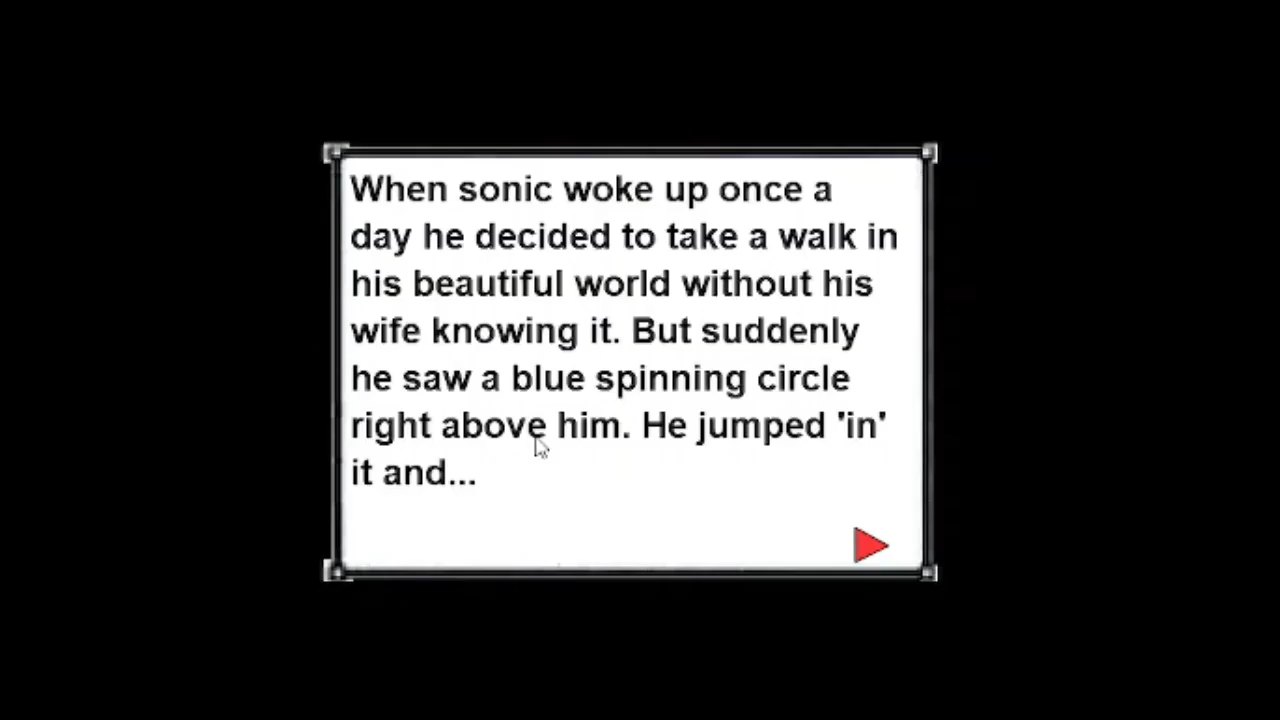 When sonic woke up once a
day he decided to take a walk in
his beautiful world without his
wife knowing it. But suddenly
he saw a blue spinning circle
right above him. He jumped 'in'
it and...